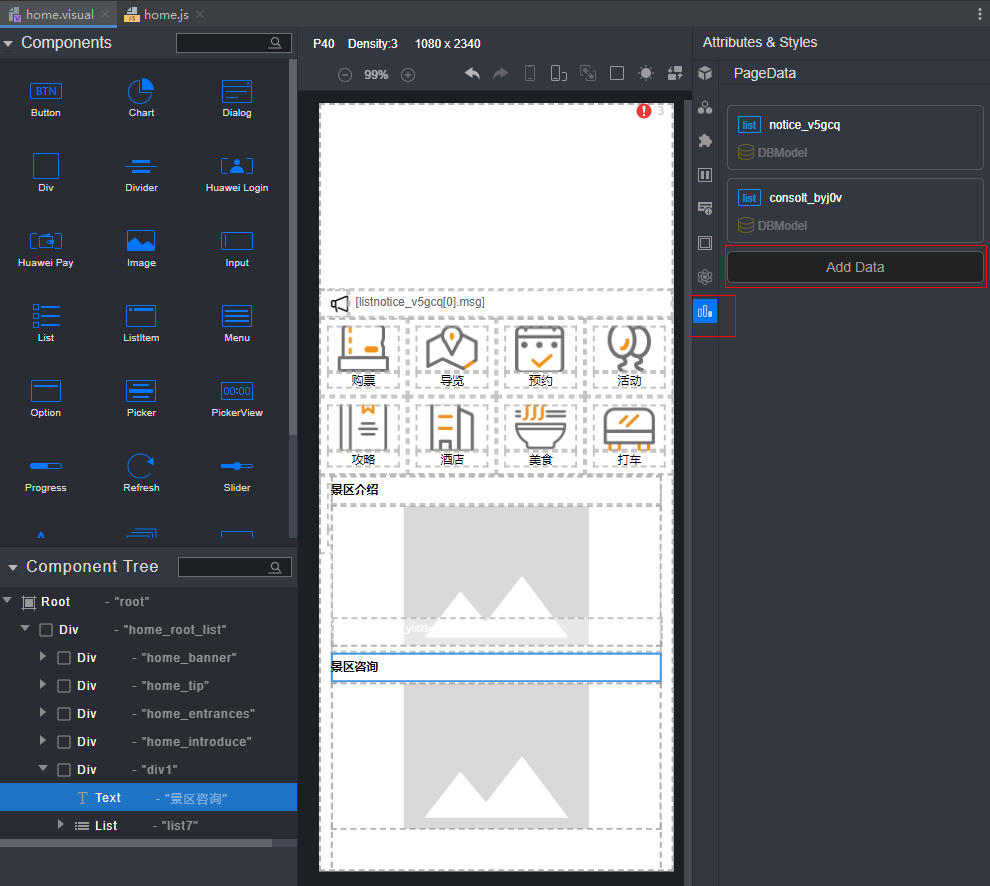 home.visual
home.js
Components
BTN
Button
Chart
Dialog
Div
Divider
Huawei Login
Huawei Pay
Image
Input
List
ListItem
Menu
00:00
Option
Picker
PickerView
Progress
Refresh
Slider
Component Tree
Root - "root"
Div - "home_root_list"
Div - "home_banner"
Div - "home_tip"
Div - "home_entrances"
Div - "home_introduce"
Div - "div1"
T Text - "景区咨询"
List - "list7"
P40 Density:3 1080 x 2340
99%
3
[listnotice_v5gcq[0].msg]
购票
导览
预约
活动
攻略
酒店
美食
打车
景区介绍
景区咨询
Attributes & Styles
PageData
list notice_v5gcq
DBModel
list consolt_byj0v
DBModel
Add Data